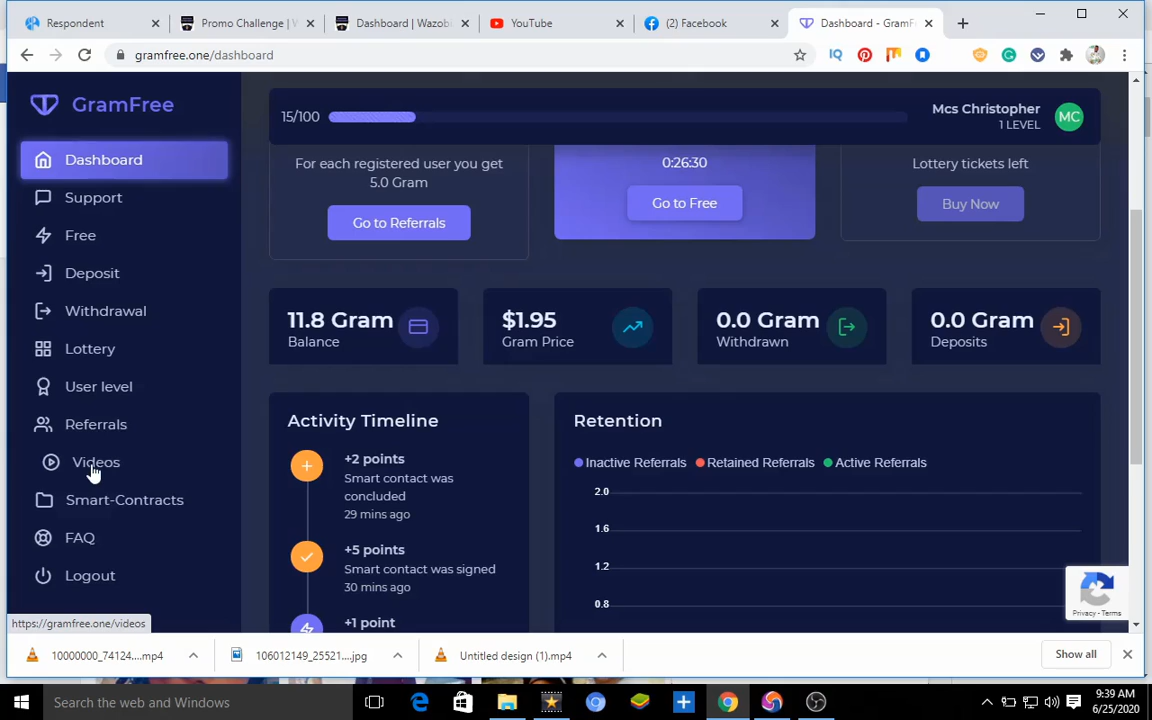 Respondent
Promo Challenge | W
Dashboard | Wazobi
YouTube
(2) Facebook
Dashboard - GramF
gramfree.one/dashboard
GramFree
Dashboard
Support
Free
Deposit
Withdrawal
Lottery
User level
Referrals
Videos
Smart-Contracts
FAQ
Logout
15/100
Mcs Christopher
1 LEVEL
MC
For each registered user you get
5.0 Gram
Go to Referrals
0:26:30
Go to Free
Lottery tickets left
Buy Now
11.8 Gram
Balance
$1.95
Gram Price
0.0 Gram
Withdrawn
0.0 Gram
Deposits
Activity Timeline
+2 points
Smart contact was
concluded
29 mins ago
+5 points
Smart contact was signed
30 mins ago
+1 point
Retention
Inactive Referrals
Retained Referrals
Active Referrals
2.0
1.6
1.2
0.8
Privacy - Terms
https://gramfree.one/videos
10000000_74124....mp4
106012149_25521....jpg
Untitled design (1).mp4
Show all
Search the web and Windows
9:39 AM
6/25/2020